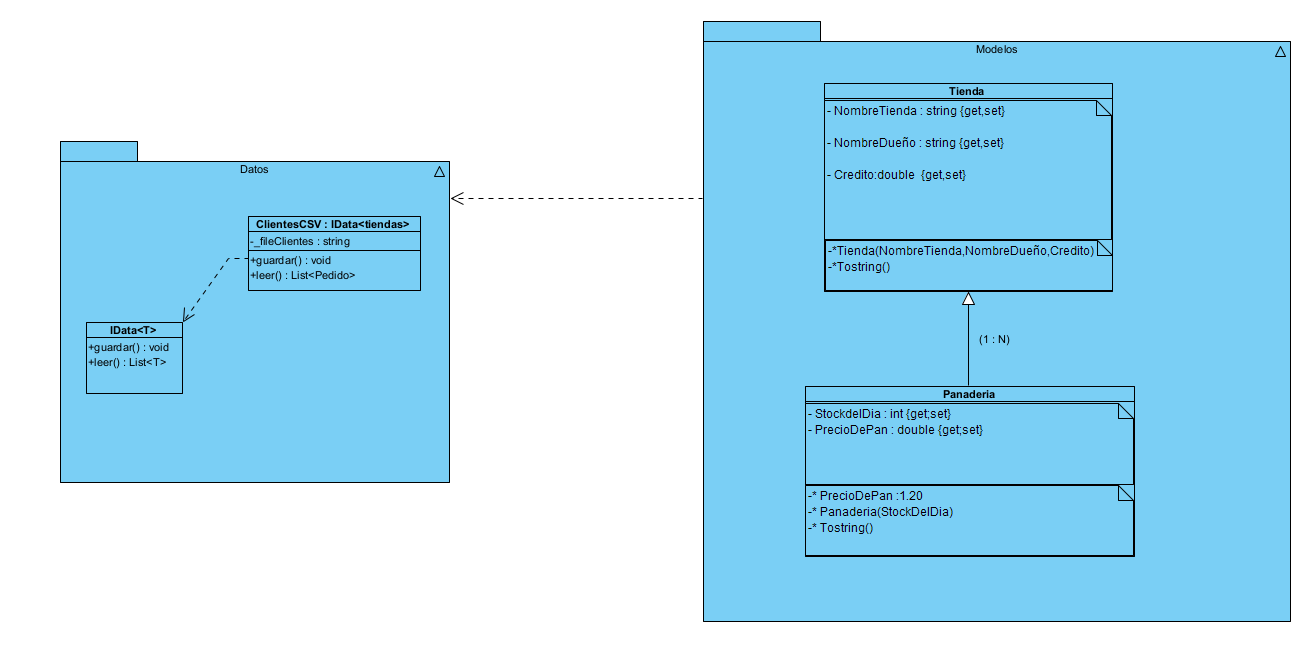 Datos
ClientesCSV : IData<tiendas>
-_fileClientes : string
+guardar() : void
+leer() : List<Pedido>
IData<T>
+guardar() : void
+leer() : List<T>
Modelos
Tienda
- NombreTienda : string {get,set}
- NombreDueño : string {get,set}
- Credito:double  {get,set}
-*Tienda(NombreTienda,NombreDueño,Credito)
-*Tostring()
(1 : N)
Panaderia
- StockdelDia : int {get;set}
- PrecioDePan : double {get;set}
-* PrecioDePan :1.20
-* Panaderia(StockDelDia)
-* Tostring()